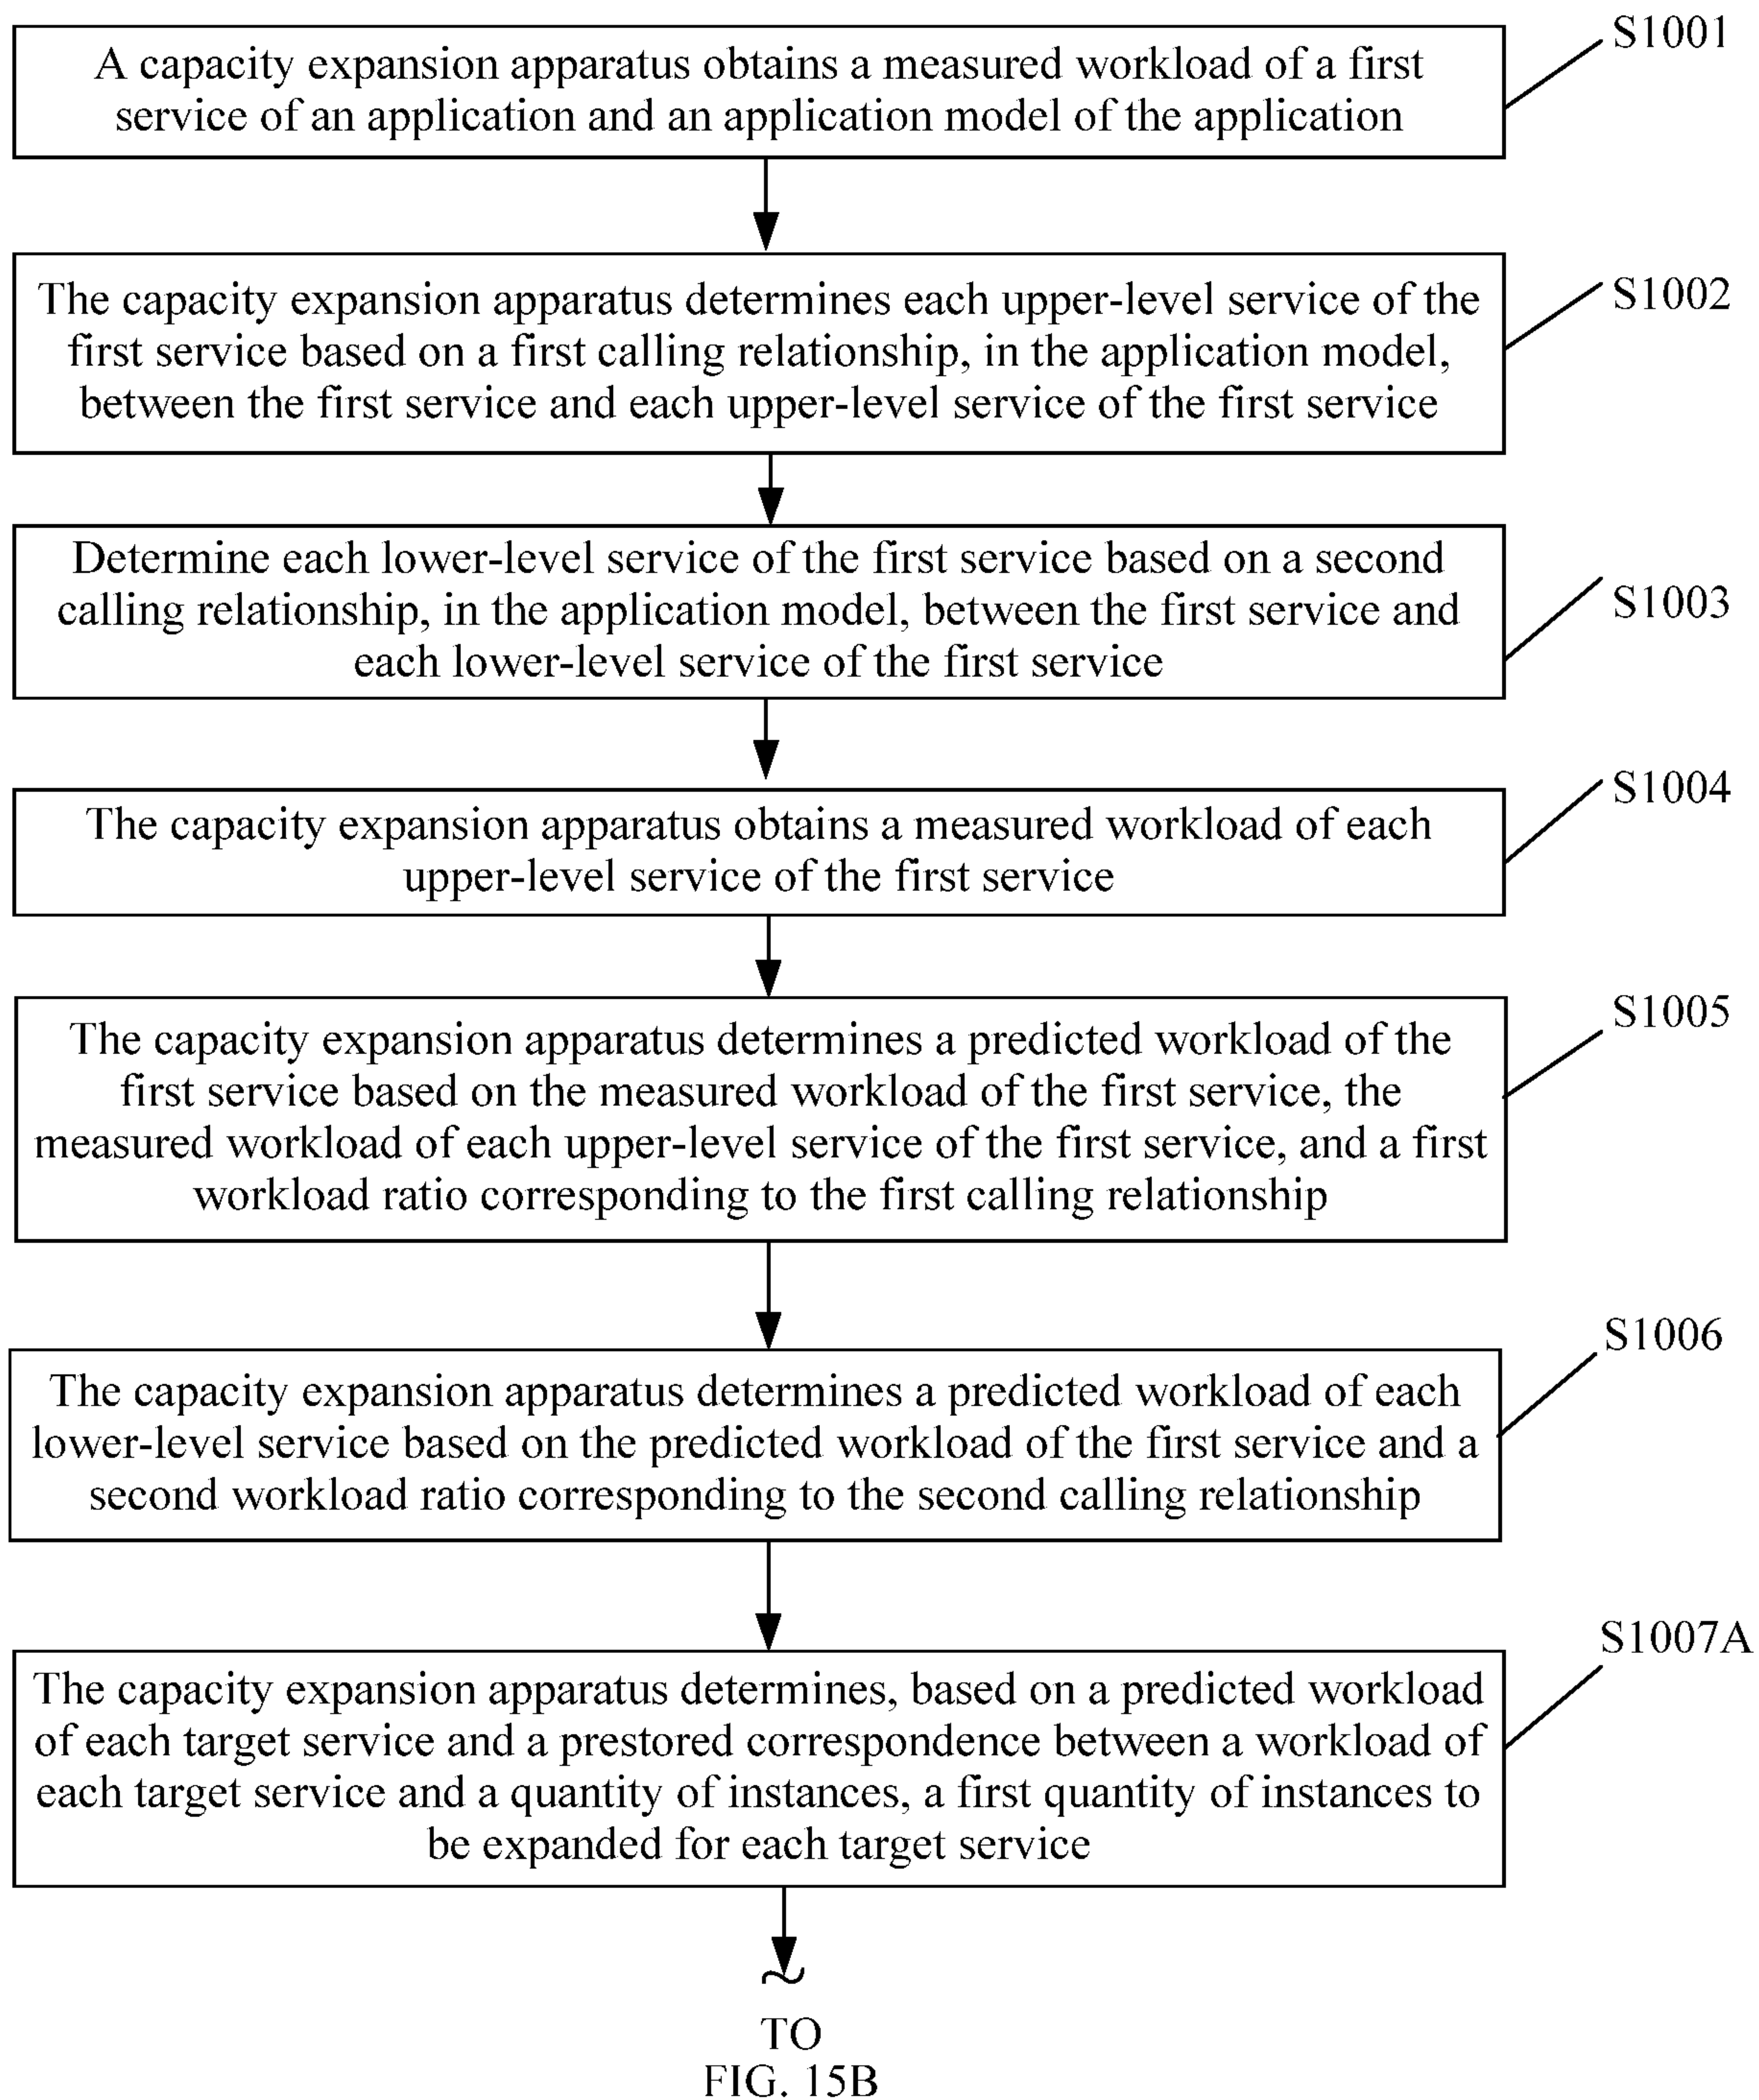 S1001
A capacity expansion apparatus obtains a measured workload of a first
service of an application and an application model of the application
S1002
The capacity expansion apparatus determines each upper-level service of the
first service based on a first calling relationship, in the application model,
between the first service and each upper-level service of the first service
S1003
Determine each lower-level service of the first service based on a second
calling relationship, in the application model, between the first service and
each lower-level service of the first service
S1004
The capacity expansion apparatus obtains a measured workload of each
upper-level service of the first service
S1005
The capacity expansion apparatus determines a predicted workload of the
first service based on the measured workload of the first service, the
measured workload of each upper-level service of the first service, and a first
workload ratio corresponding to the first calling relationship
S1006
The capacity expansion apparatus determines a predicted workload of each
lower-level service based on the predicted workload of the first service and a
second workload ratio corresponding to the second calling relationship
S1007A
The capacity expansion apparatus determines, based on a predicted workload
of each target service and a prestored correspondence between a workload of
each target service and a quantity of instances, a first quantity of instances to
be expanded for each target service
TO
FIG. 15B